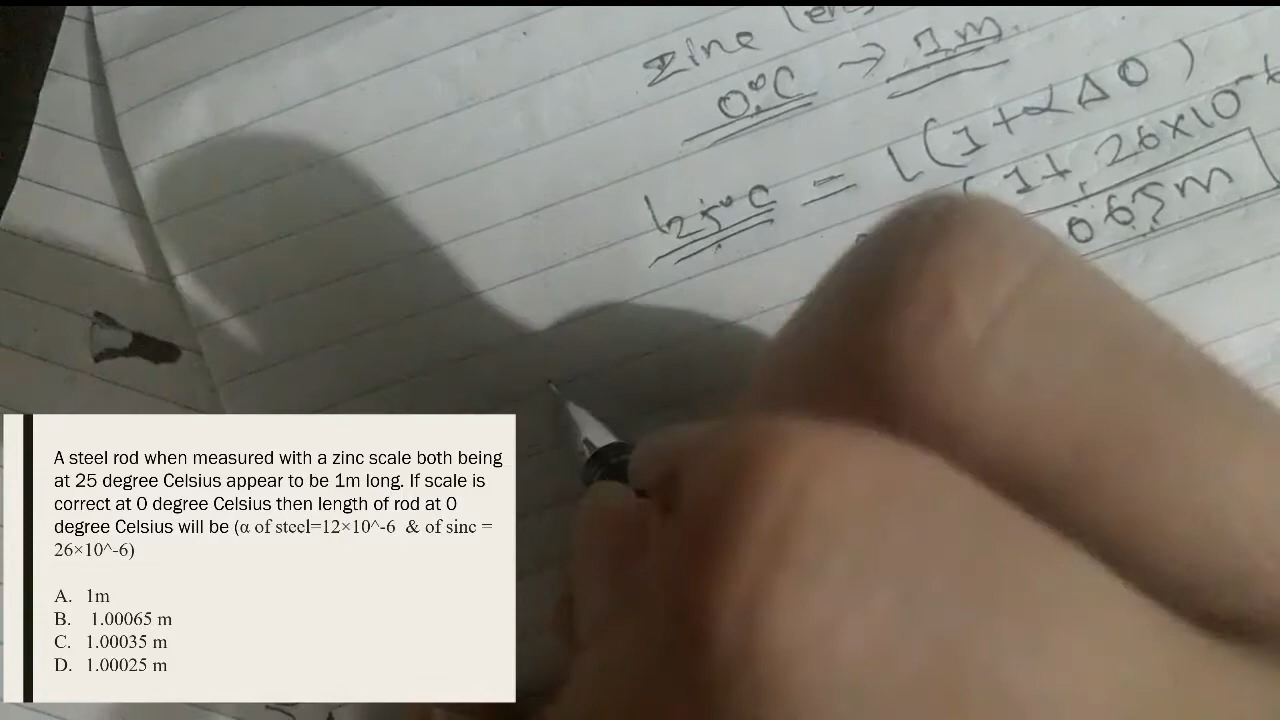 zinc
0°C → 1m.
l25°C = l(1+αΔθ)
(1+ 26×10
065m
A steel rod when measured with a zinc scale both being
at 25 degree Celsius appear to be 1m long. If scale is
correct at 0 degree Celsius then length of rod at 0
degree Celsius will be (α of steel=12×10^-6 & of sinc =
26×10^-6)
A. 1m
B. 1.00065 m
C. 1.00035 m
D. 1.00025 m